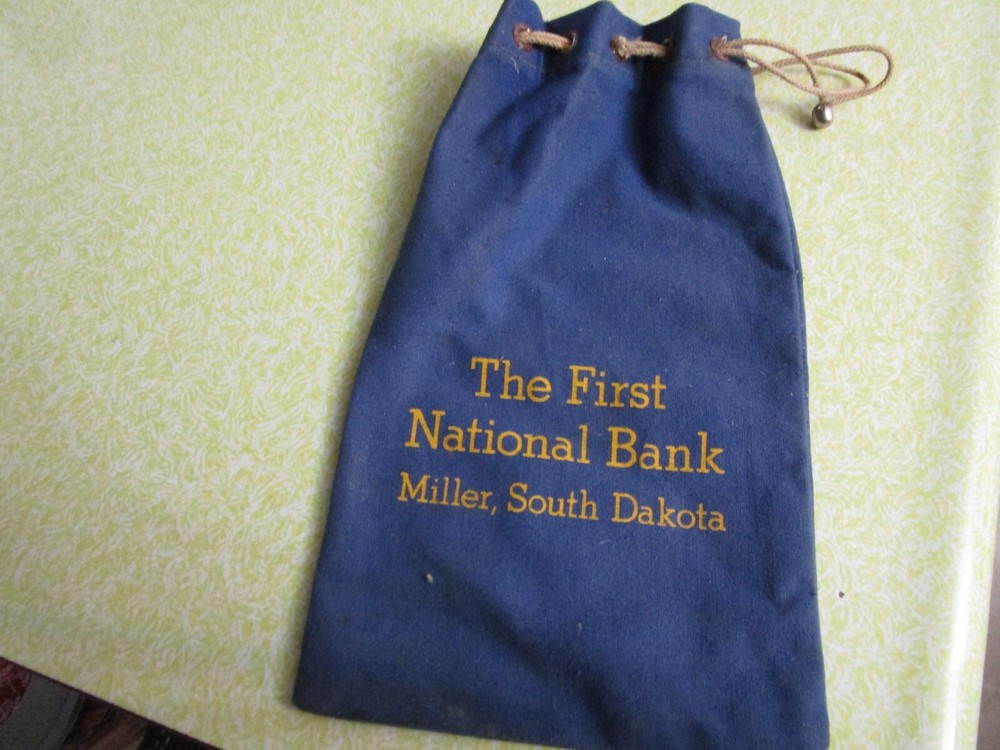 The First
National Bank
Miller, South Dakota